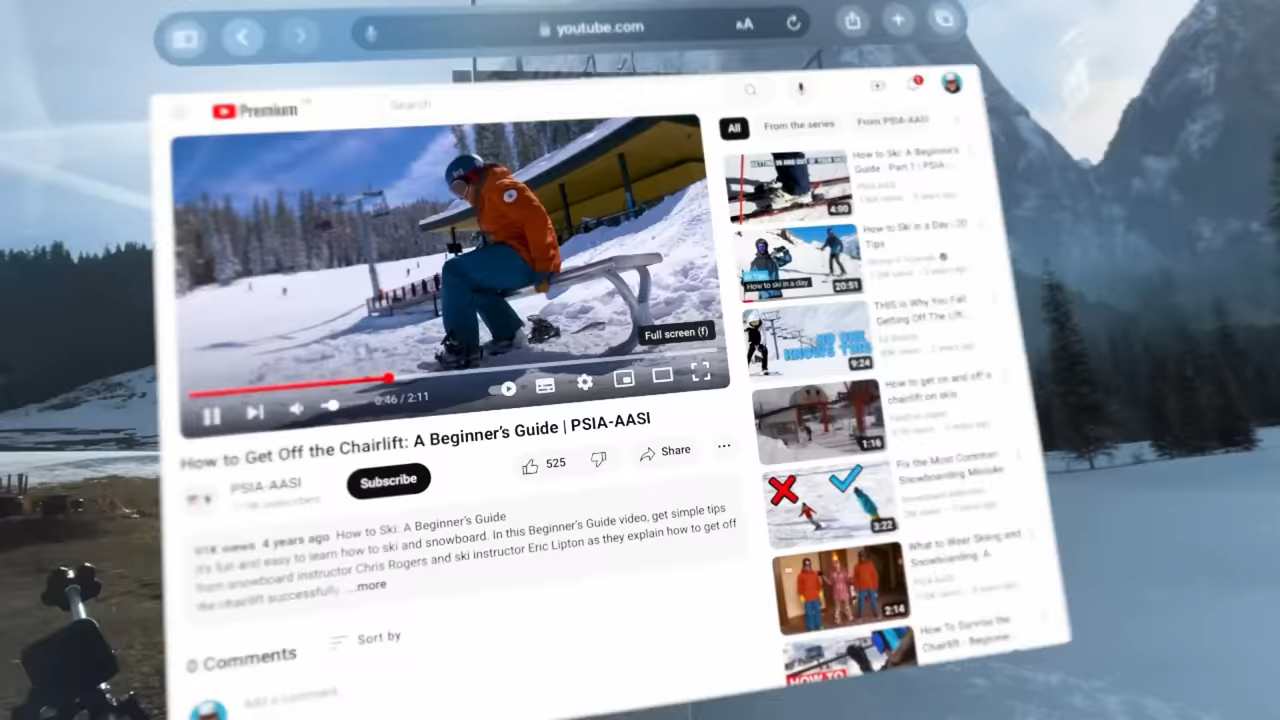 youtube.com
AA
Premium
Search
All
From the series
From PSIA-AASI
GETTING IN AND OUT OF YOUR SKI
4:00
How to Ski: A Beginner's
Guide : Part 1 | PSIA...
PSIA-AASI
How to ski in a day
20:51
How to Ski in a Day : 20
Tips
9:24
THIS is Why You Fall
Getting Off The Lift...
1:16
How to get on and off a
chairlift on skis
3:22
Fix the Most Common
Snowboarding Mistake
2:14
What to Wear Skiing and
Snowboarding: A
HOW TO
How To Survive the
Chairlift : Beginner
Full screen (f)
0:46 / 2:11
How to Get Off the Chairlift: A Beginner's Guide | PSIA-AASI
PSIA-AASI
Subscribe
525
Share
...
views 4 years ago How to Ski: A Beginner's Guide
It's fun and easy to learn how to ski and snowboard. In this Beginner's Guide video, get simple tips
from snowboard instructor Chris Rogers and ski instructor Eric Lipton as they explain how to get off
the chairlift successfully. ...more
0 Comments
Sort by
Add a comment